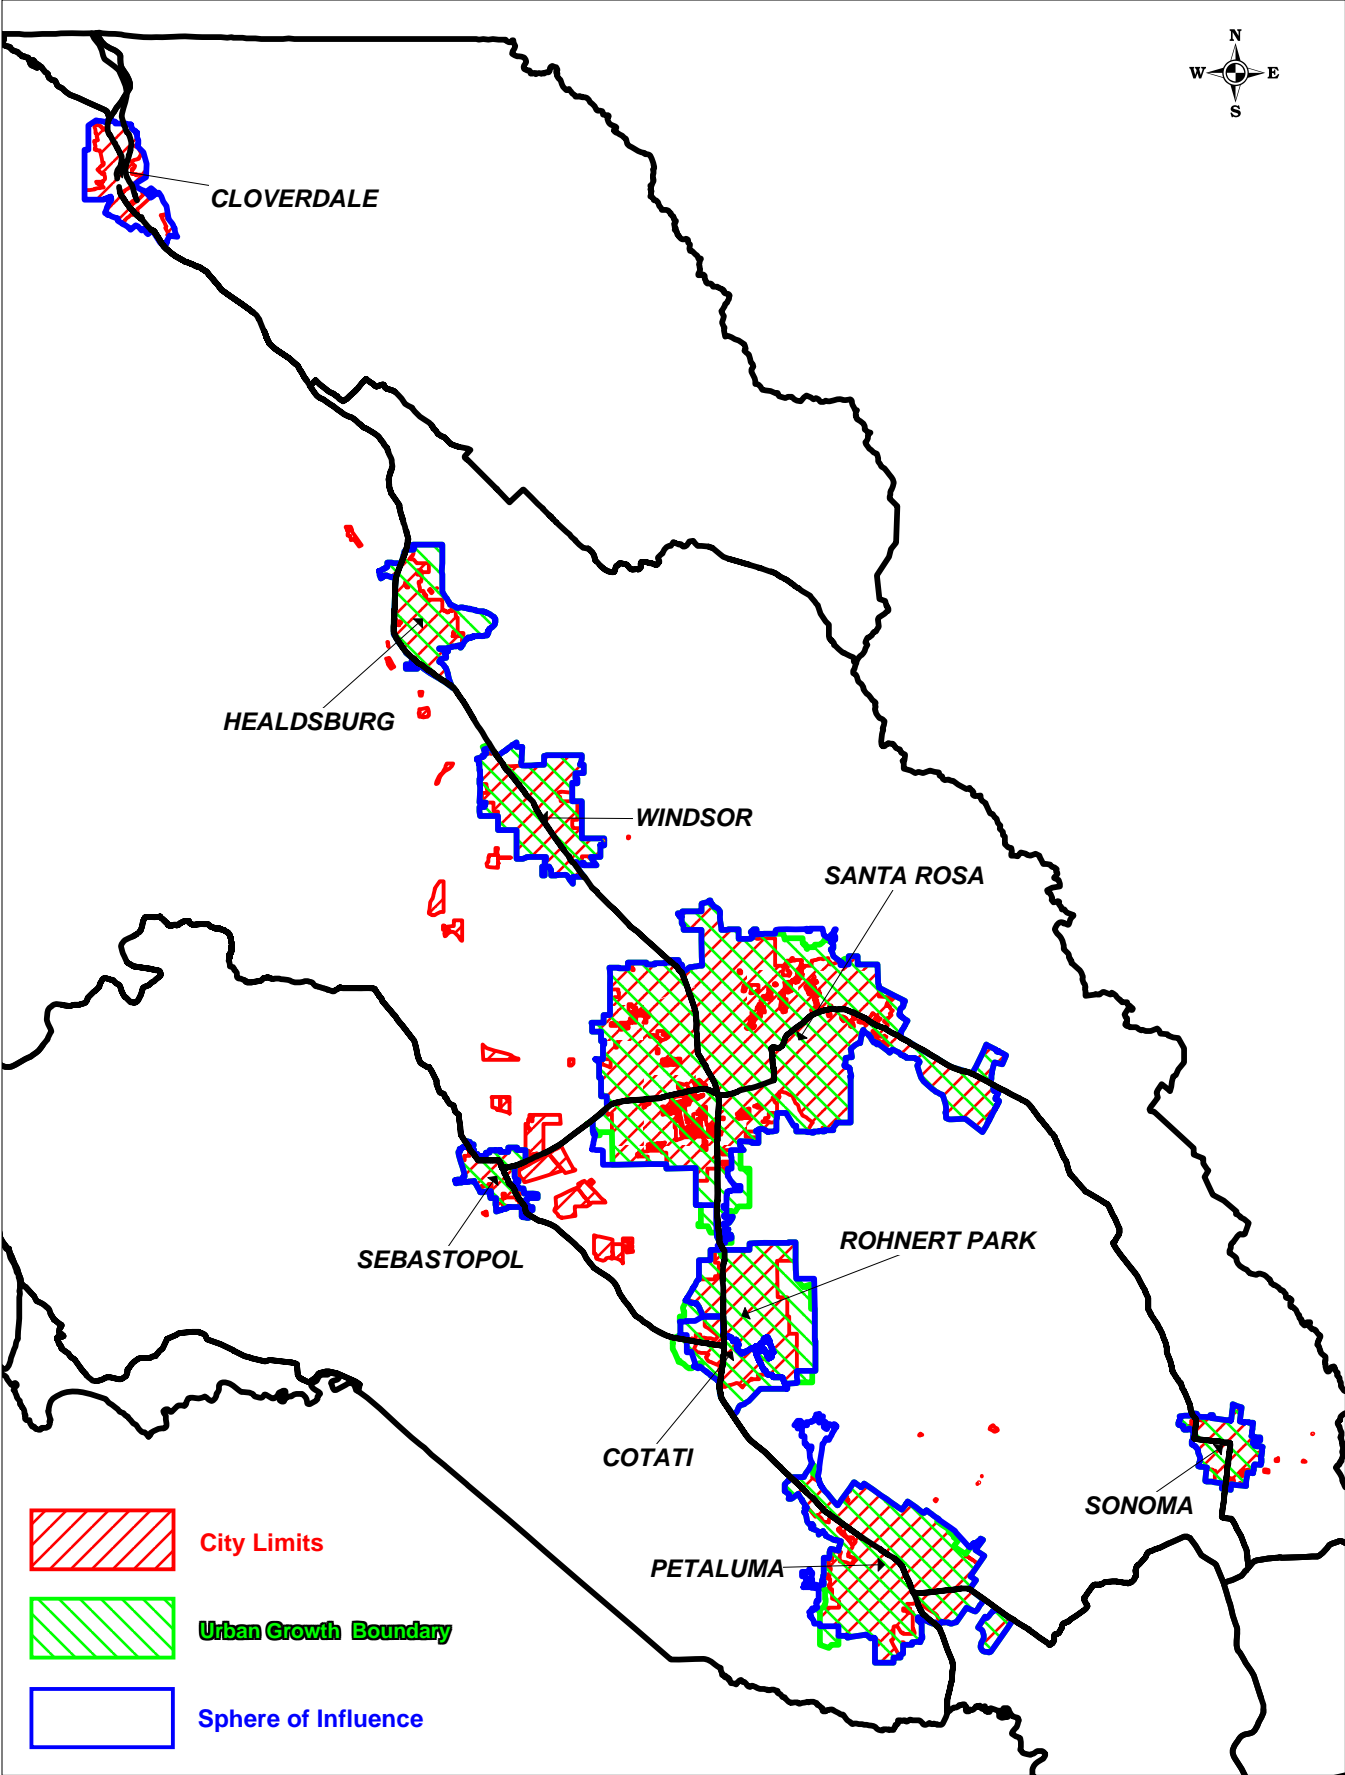 N
W E
S
CLOVERDALE
HEALDSBURG
WINDSOR
SANTA ROSA
ROHNERT PARK
SEBASTOPOL
COTATI
SONOMA
PETALUMA
City Limits
Urban Growth Boundary
Sphere of Influence